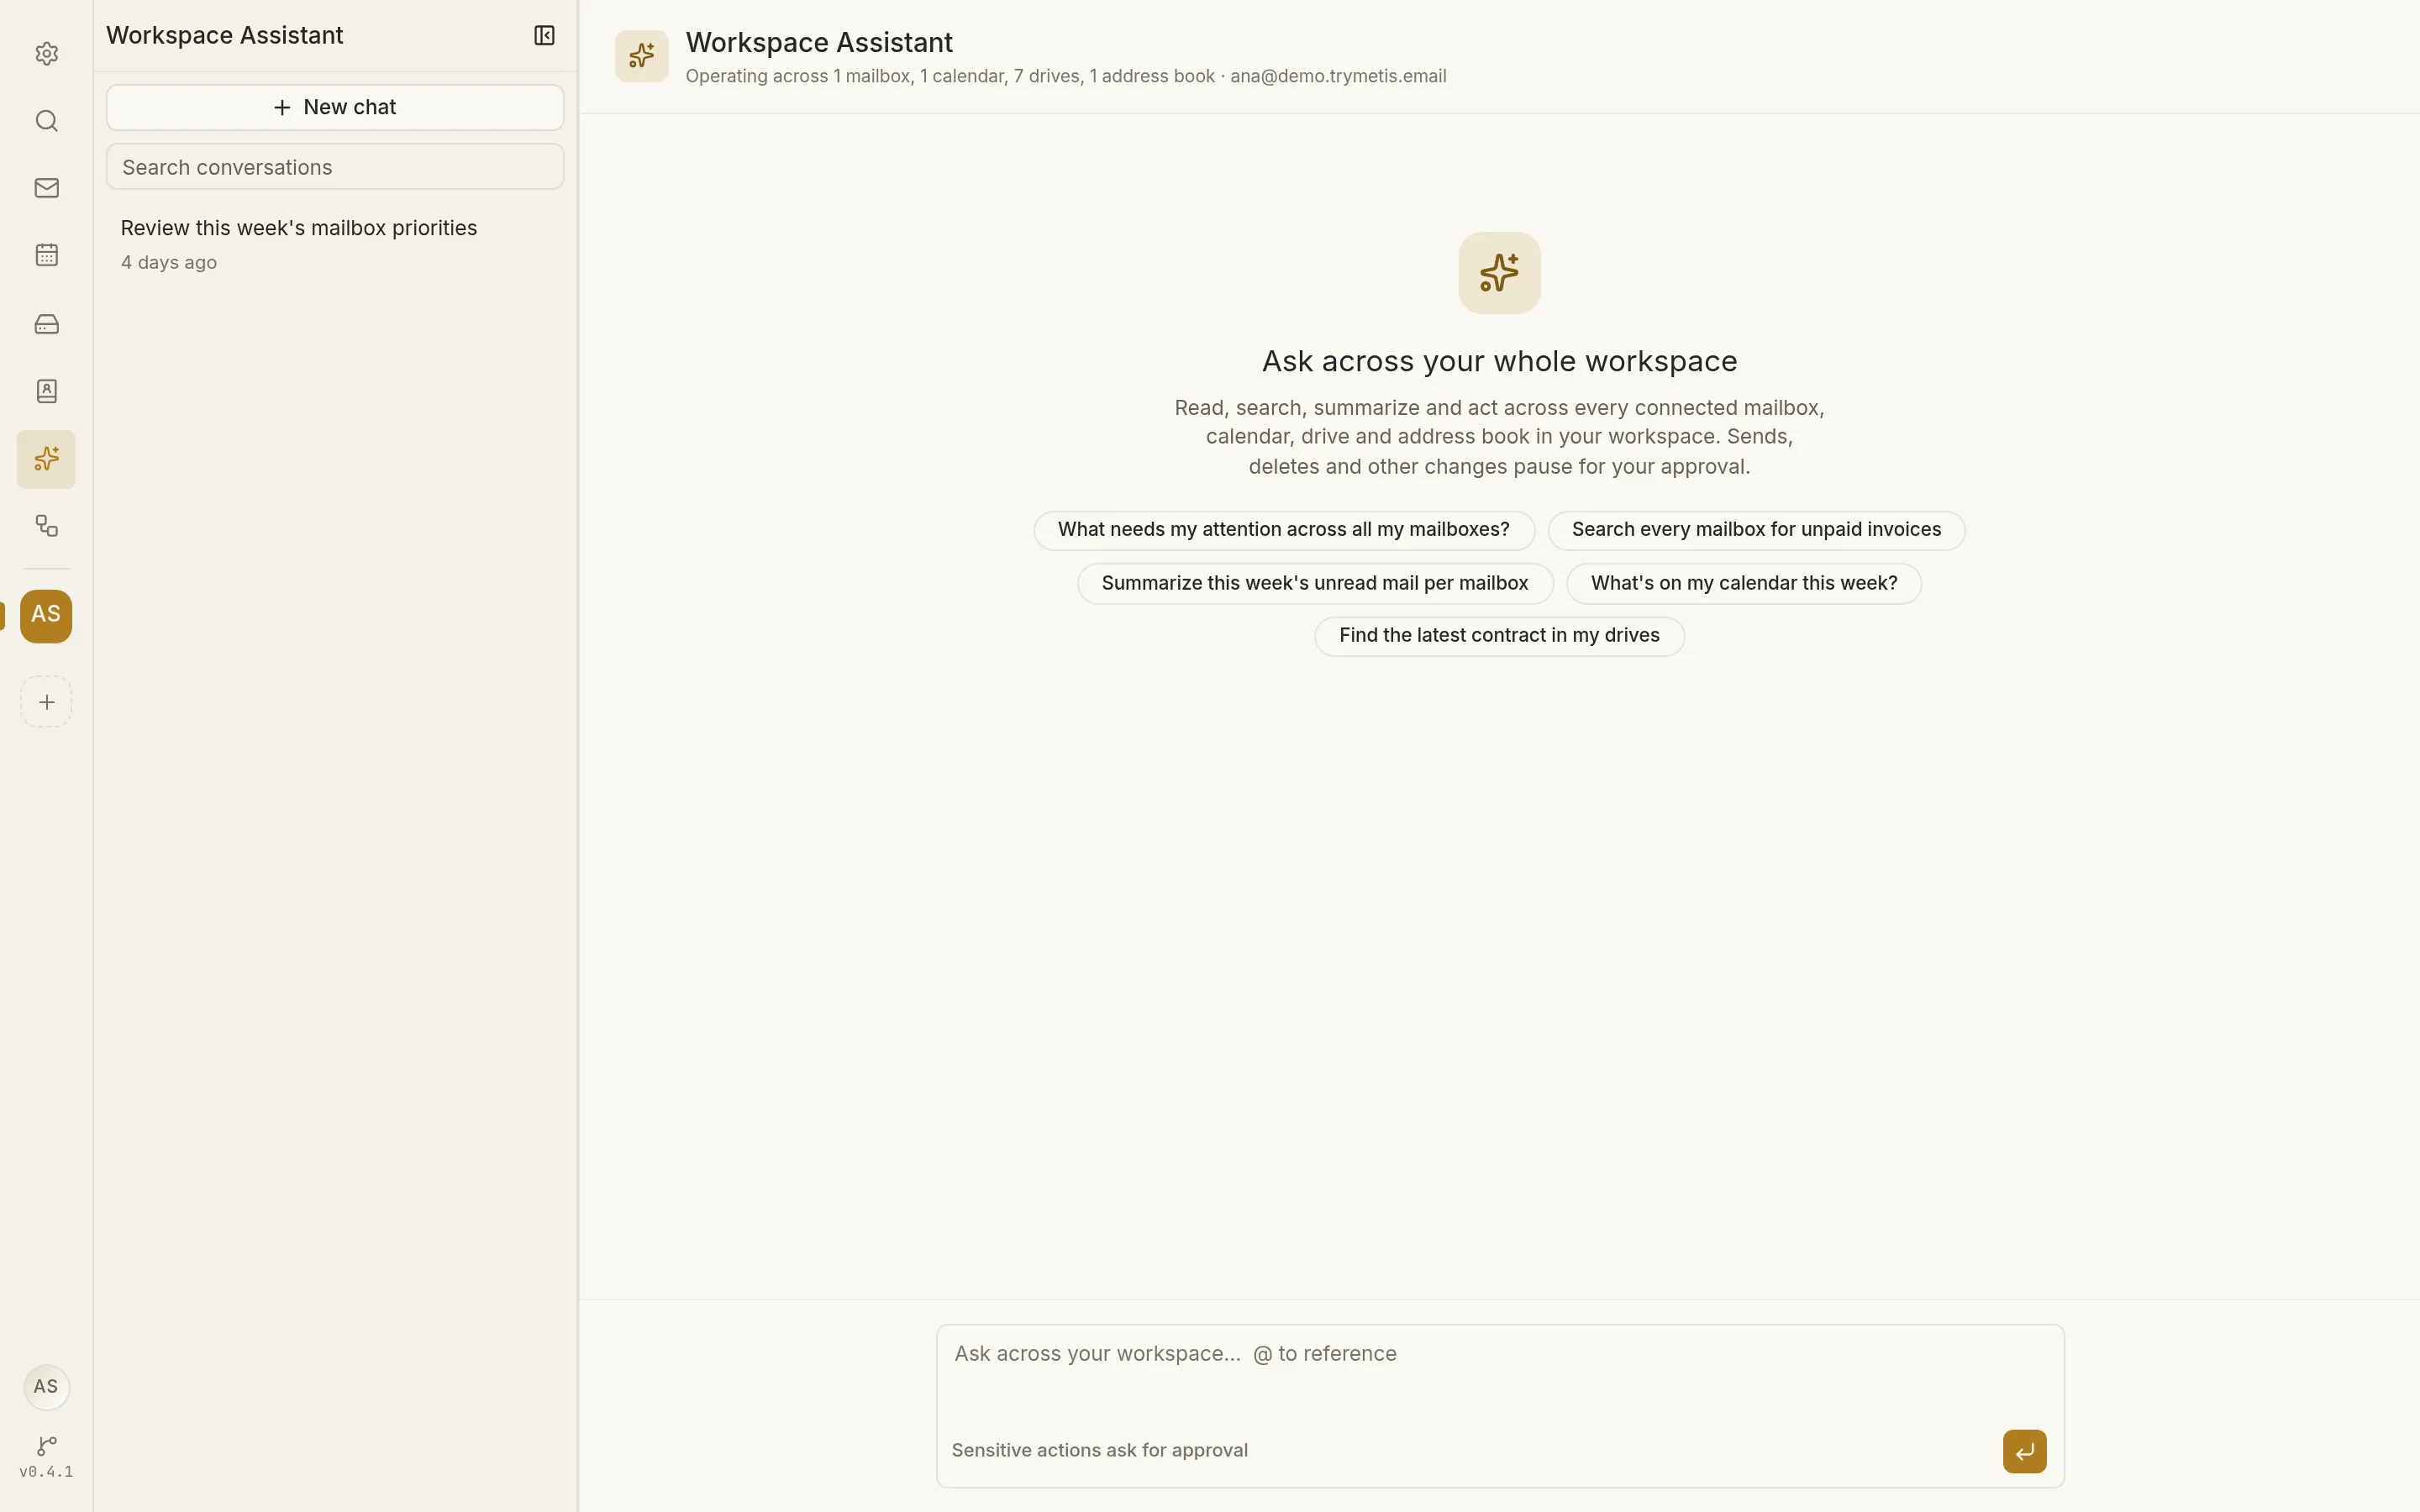 Workspace Assistant
New chat
Search conversations
Review this week's mailbox priorities
4 days ago
AS
AS
v0.4.1
Workspace Assistant
Operating across 1 mailbox, 1 calendar, 7 drives, 1 address book · ana@demo.trymetis.email
Ask across your whole workspace
Read, search, summarize and act across every connected mailbox,
calendar, drive and address book in your workspace. Sends,
deletes and other changes pause for your approval.
What needs my attention across all my mailboxes?
Search every mailbox for unpaid invoices
Summarize this week's unread mail per mailbox
What's on my calendar this week?
Find the latest contract in my drives
Ask across your workspace... @ to reference
Sensitive actions ask for approval